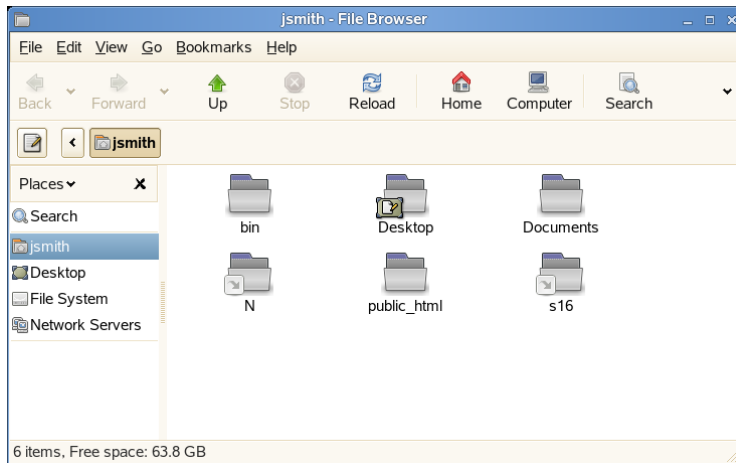 jsmith - File Browser
File Edit View Go Bookmarks Help
Back Forward Up Stop Reload Home Computer Search
jsmith
Places
Search
jsmith
Desktop
File System
Network Servers
bin Desktop Documents
N public_html s16
6 items, Free space: 63.8 GB